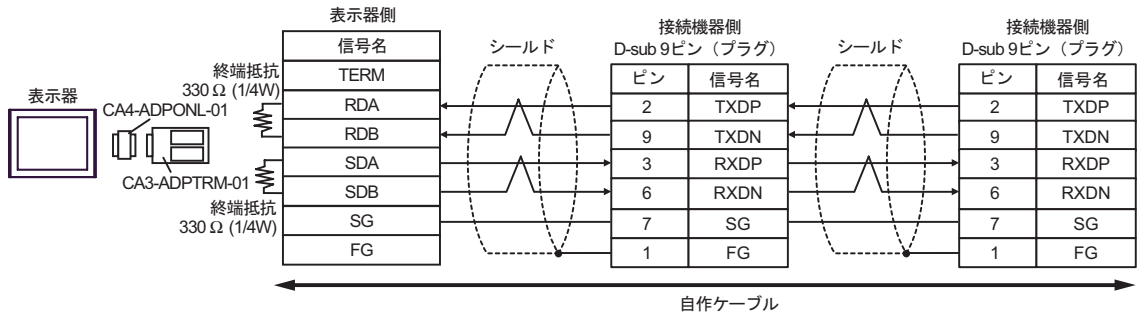 表示器
CA4-ADPONL-01
CA3-ADPTRM-01
終端抵抗
330 Ω (1/4W)
終端抵抗
330 Ω (1/4W)
表示器側
信号名
TERM
RDA
RDB
SDA
SDB
SG
FG
シールド
接続機器側
D-sub 9ピン（プラグ）
ピン 信号名
2 TXDP
9 TXDN
3 RXDP
6 RXDN
7 SG
1 FG
シールド
接続機器側
D-sub 9ピン（プラグ）
ピン 信号名
2 TXDP
9 TXDN
3 RXDP
6 RXDN
7 SG
1 FG
自作ケーブル